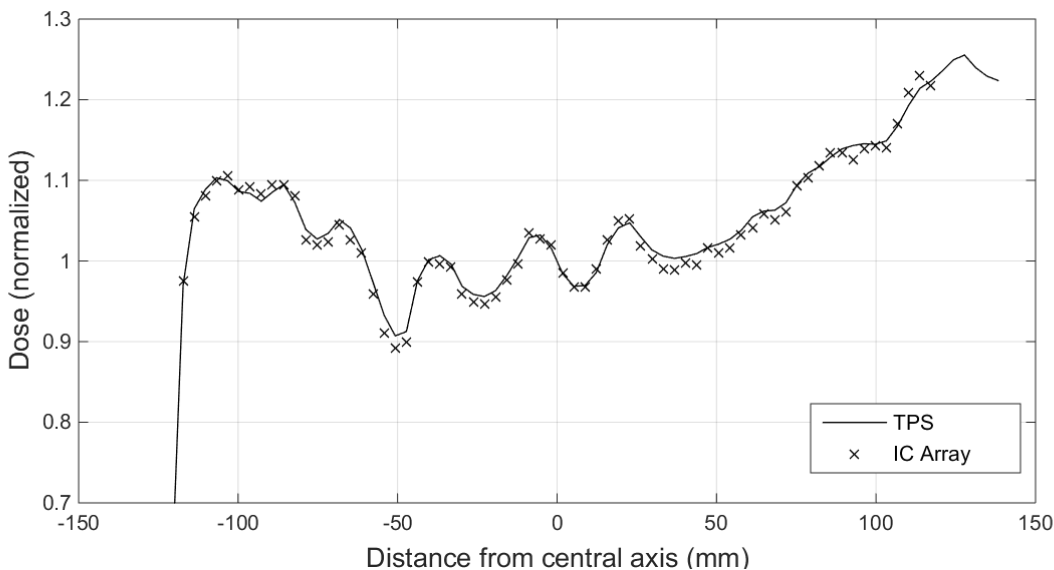 1.3
1.2
1.1
1
0.9
0.8
0.7
Dose (normalized)
TPS
IC Array
-150 -100 -50 0 50 100 150
Distance from central axis (mm)